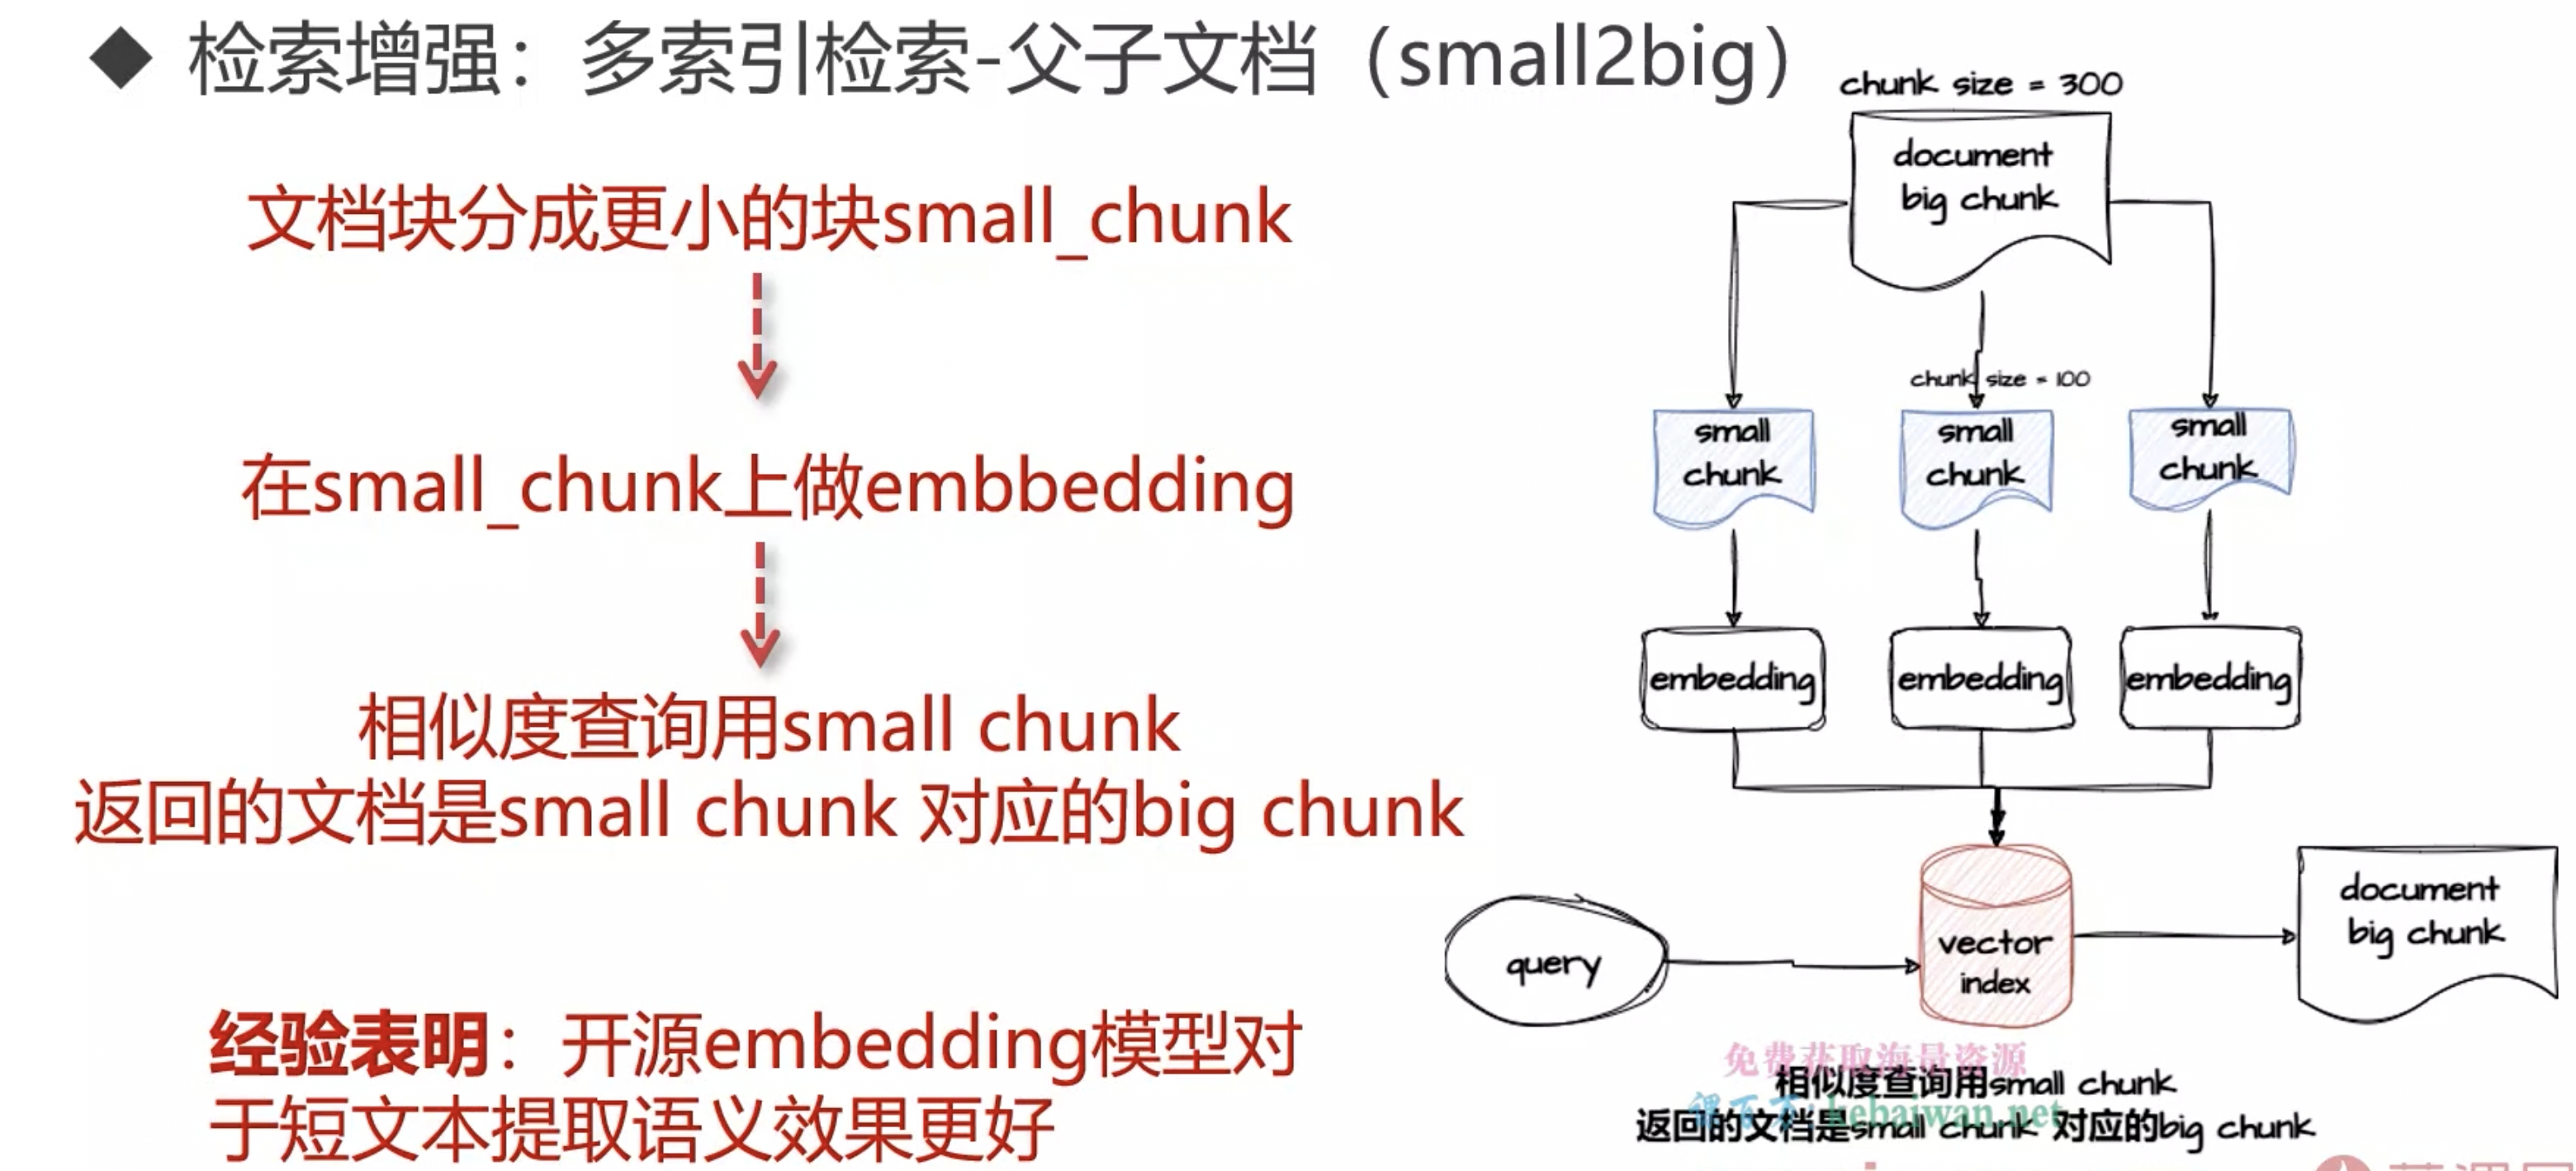 ◆ 检索增强：多索引检索-父子文档（small2big）
文档块分成更小的块small_chunk
在small_chunk上做embbedding
相似度查询用small chunk
返回的文档是small chunk 对应的big chunk
经验表明：开源embedding模型对
于短文本提取语义效果更好
chunk size = 300
document
big chunk
chunk size = 100
small
chunk
small
chunk
small
chunk
embedding
embedding
embedding
query
vector
index
document
big chunk
免费获取海量资源
相似度查询用small chunk
课百万：kebaiwan.net
返回的文档是small chunk 对应的big chunk